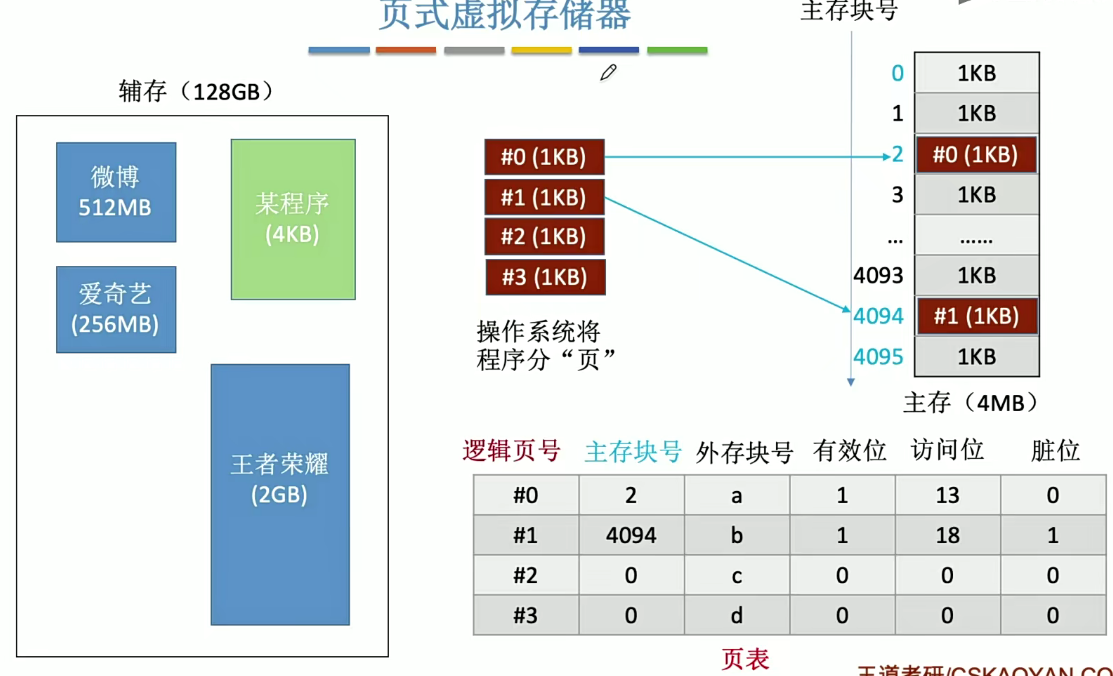 页式虚拟存储器
主存块号
辅存（128GB）
微博
512MB
某程序
(4KB)
爱奇艺
(256MB)
王者荣耀
(2GB)
#0 (1KB)
#1 (1KB)
#2 (1KB)
#3 (1KB)
操作系统将
程序分“页”
0 1KB
1 1KB
2 #0 (1KB)
3 1KB
... ......
4093 1KB
4094 #1 (1KB)
4095 1KB
主存（4MB）
逻辑页号 主存块号 外存块号 有效位 访问位 脏位
#0 2 a 1 13 0
#1 4094 b 1 18 1
#2 0 c 0 0 0
#3 0 d 0 0 0
页表
王道考研/CSKAOYAN.CO